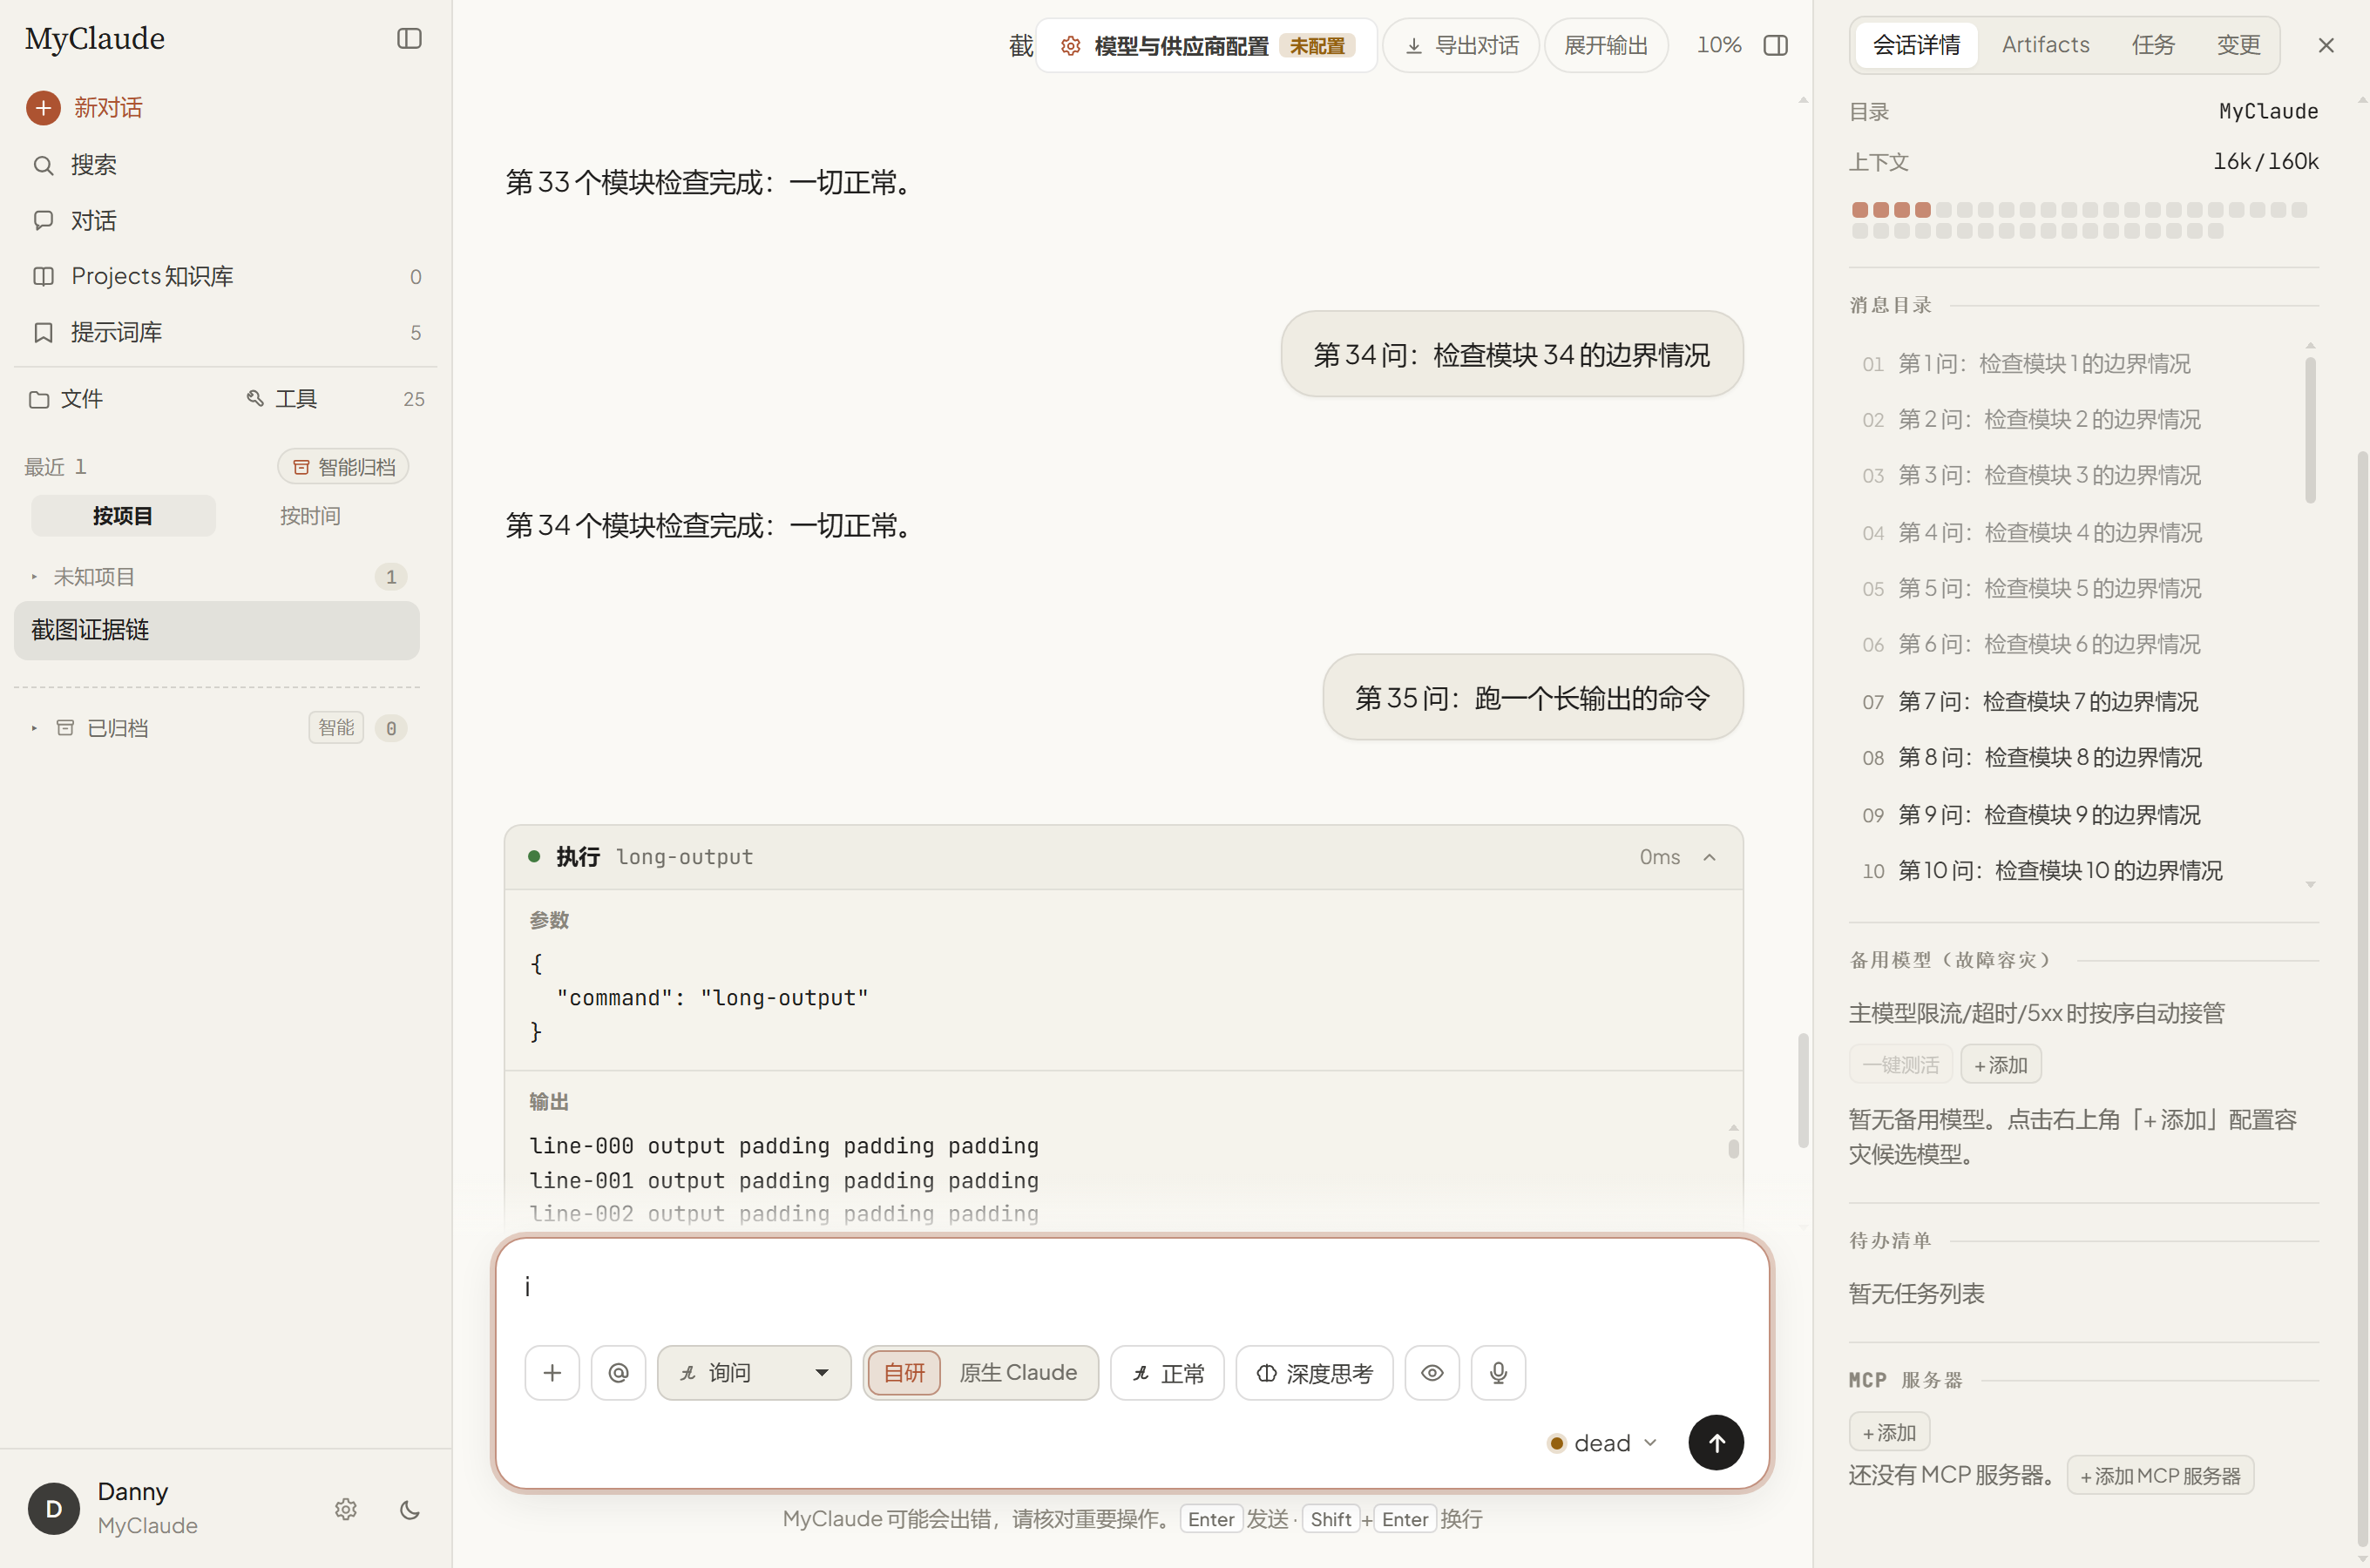 MyClaude
新对话
搜索
对话
Projects 知识库 0
提示词库 5
文件 工具 25
最近 1 智能归档
按项目 按时间
未知项目 1
截图证据链
已归档 智能 0
D Danny
MyClaude
截 模型与供应商配置 未配置 导出对话 展开输出 10%
第 33 个模块检查完成：一切正常。
第 34 问：检查模块 34 的边界情况
第 34 个模块检查完成：一切正常。
第 35 问：跑一个长输出的命令
执行 long-output 0ms
参数
{
"command": "long-output"
}
输出
line-000 output padding padding padding
line-001 output padding padding padding
line-002 output padding padding padding
i
询问 自研 原生 Claude 正常 深度思考
dead
MyClaude 可能会出错，请核对重要操作。 Enter 发送 · Shift + Enter 换行
会话详情 Artifacts 任务 变更
目录 MyClaude
上下文 16k/160k
消息目录
01 第 1 问：检查模块 1 的边界情况
02 第 2 问：检查模块 2 的边界情况
03 第 3 问：检查模块 3 的边界情况
04 第 4 问：检查模块 4 的边界情况
05 第 5 问：检查模块 5 的边界情况
06 第 6 问：检查模块 6 的边界情况
07 第 7 问：检查模块 7 的边界情况
08 第 8 问：检查模块 8 的边界情况
09 第 9 问：检查模块 9 的边界情况
10 第 10 问：检查模块 10 的边界情况
备用模型（故障容灾）
主模型限流/超时/5xx 时按序自动接管
一键测活 + 添加
暂无备用模型。点击右上角「+ 添加」配置容
灾候选模型。
待办清单
暂无任务列表
MCP 服务器
+ 添加
还没有 MCP 服务器。 + 添加 MCP 服务器